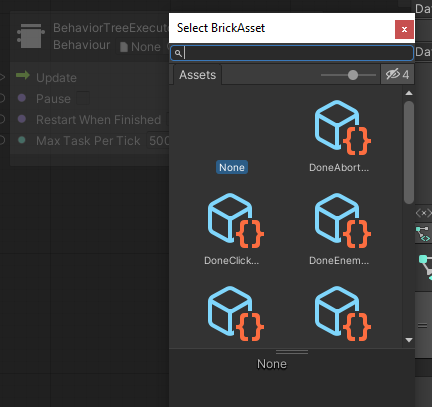 Select BrickAsset
x
BehaviorTreeExecut
Behaviour None
Assets
4
Update
Pause
Restart When Finished
Max Task Per Tick 500
None
DoneAbort...
DoneClick...
DoneEnem...
None
Da
Da